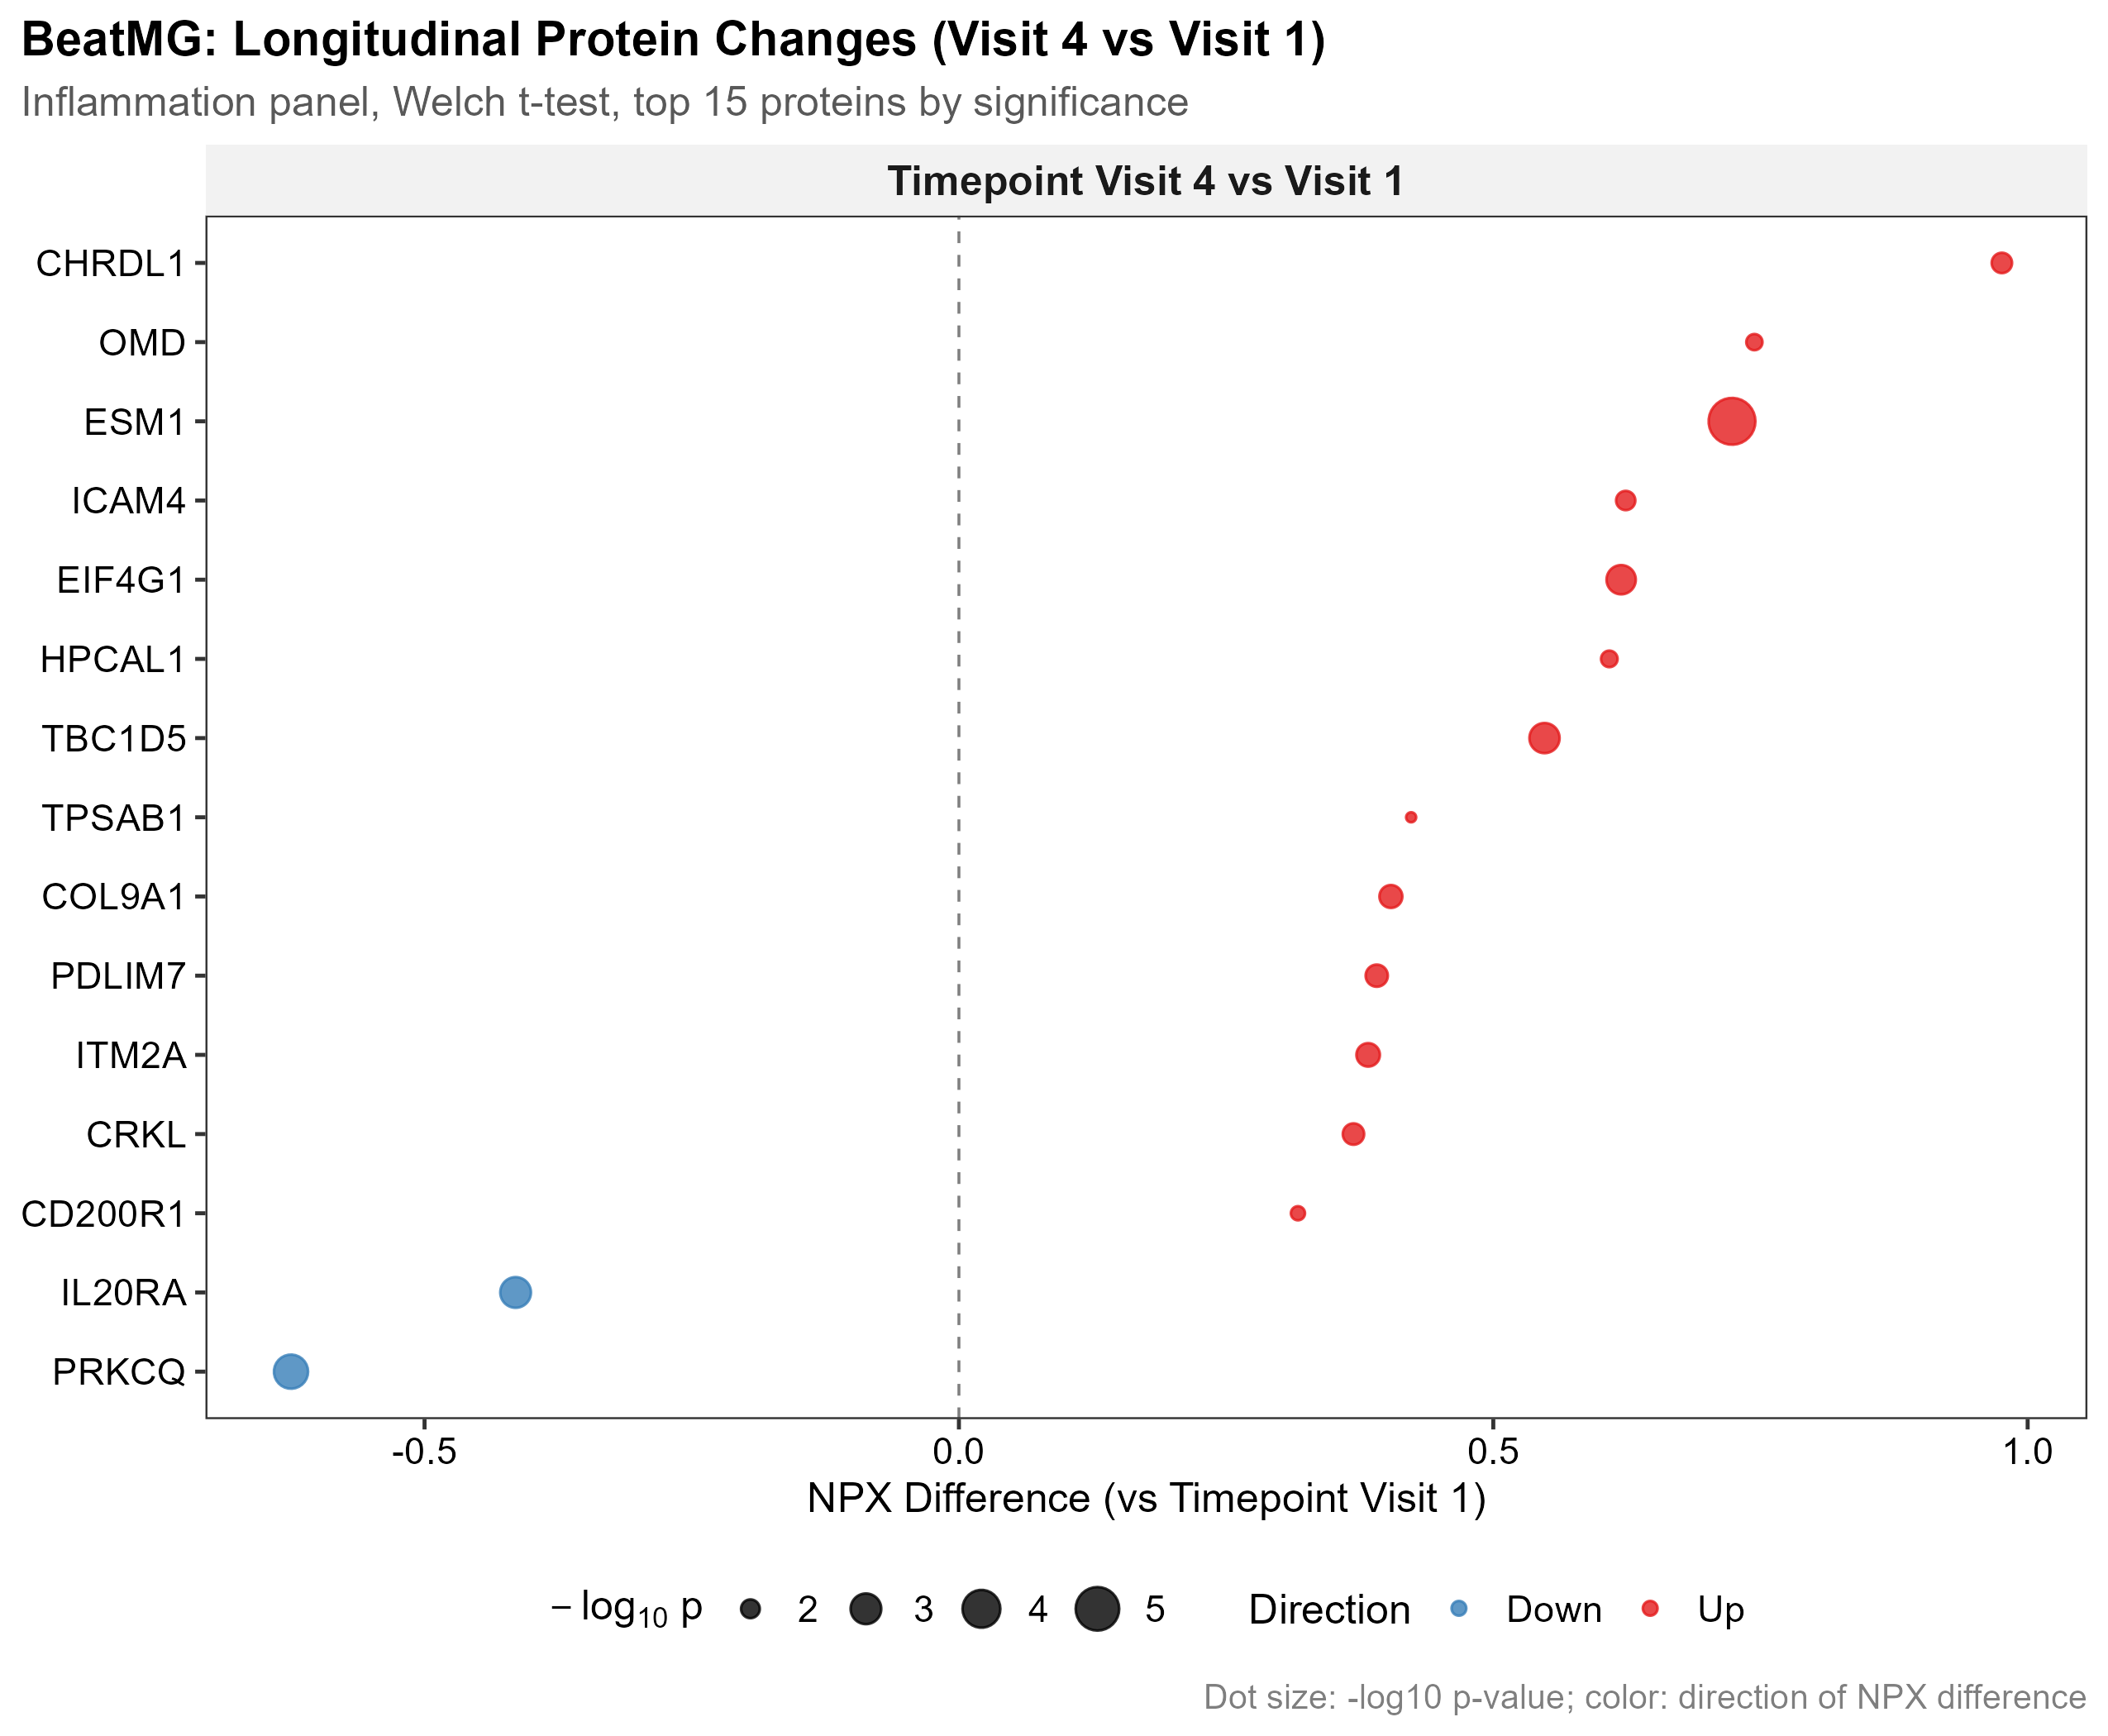 BeatMG: Longitudinal Protein Changes (Visit 4 vs Visit 1)
Inflammation panel, Welch t-test, top 15 proteins by significance
Timepoint Visit 4 vs Visit 1
CHRDL1
OMD
ESM1
ICAM4
EIF4G1
HPCAL1
TBC1D5
TPSAB1
COL9A1
PDLIM7
ITM2A
CRKL
CD200R1
IL20RA
PRKCQ
-0.5 0.0 0.5 1.0
NPX Difference (vs Timepoint Visit 1)
− log₁₀ p 2 3 4 5 Direction Down Up
Dot size: -log10 p-value; color: direction of NPX difference